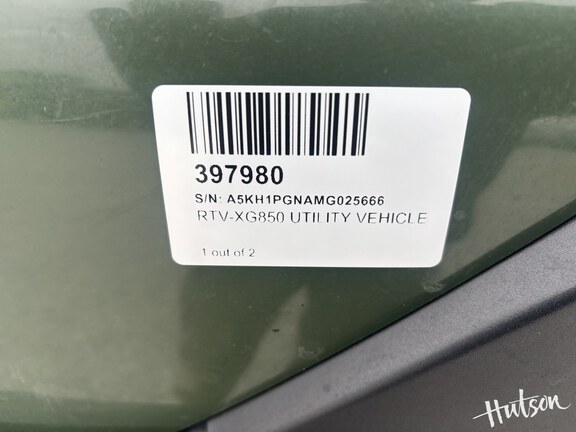 397980
S/N: A5KH1PGNAMG025666
RTV-XG850 UTILITY VEHICLE
1 out of 2
Hutson